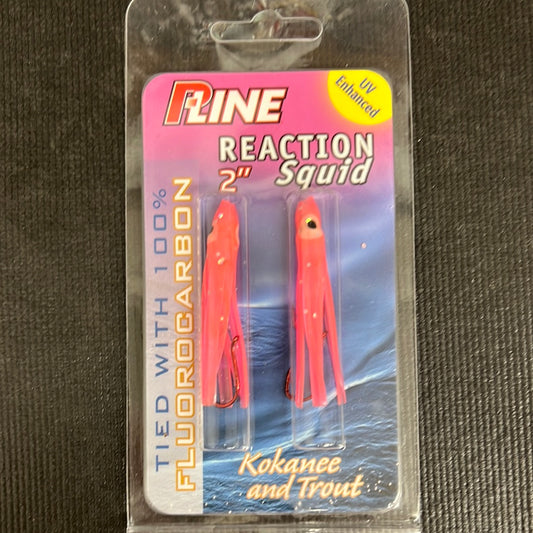 P-LINE
UV
Enhanced
REACTION
2" Squid
TIED WITH 100%
FLUOROCARBON
Kokanee
and Trout